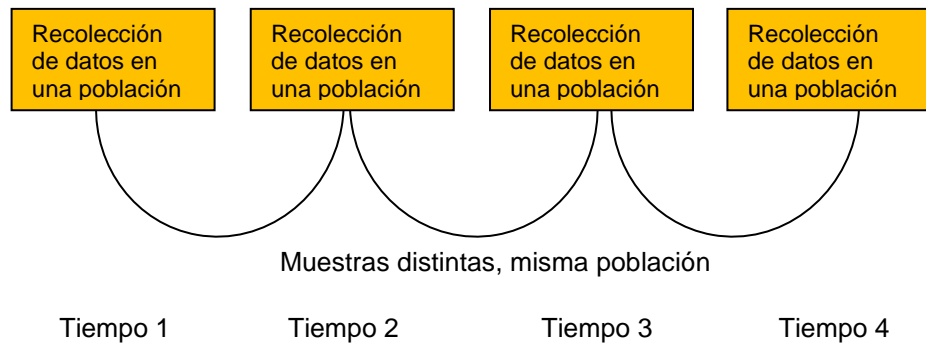 Recolección
de datos en
una población
Recolección
de datos en
una población
Recolección
de datos en
una población
Recolección
de datos en
una población
Muestras distintas, misma población
Tiempo 1
Tiempo 2
Tiempo 3
Tiempo 4